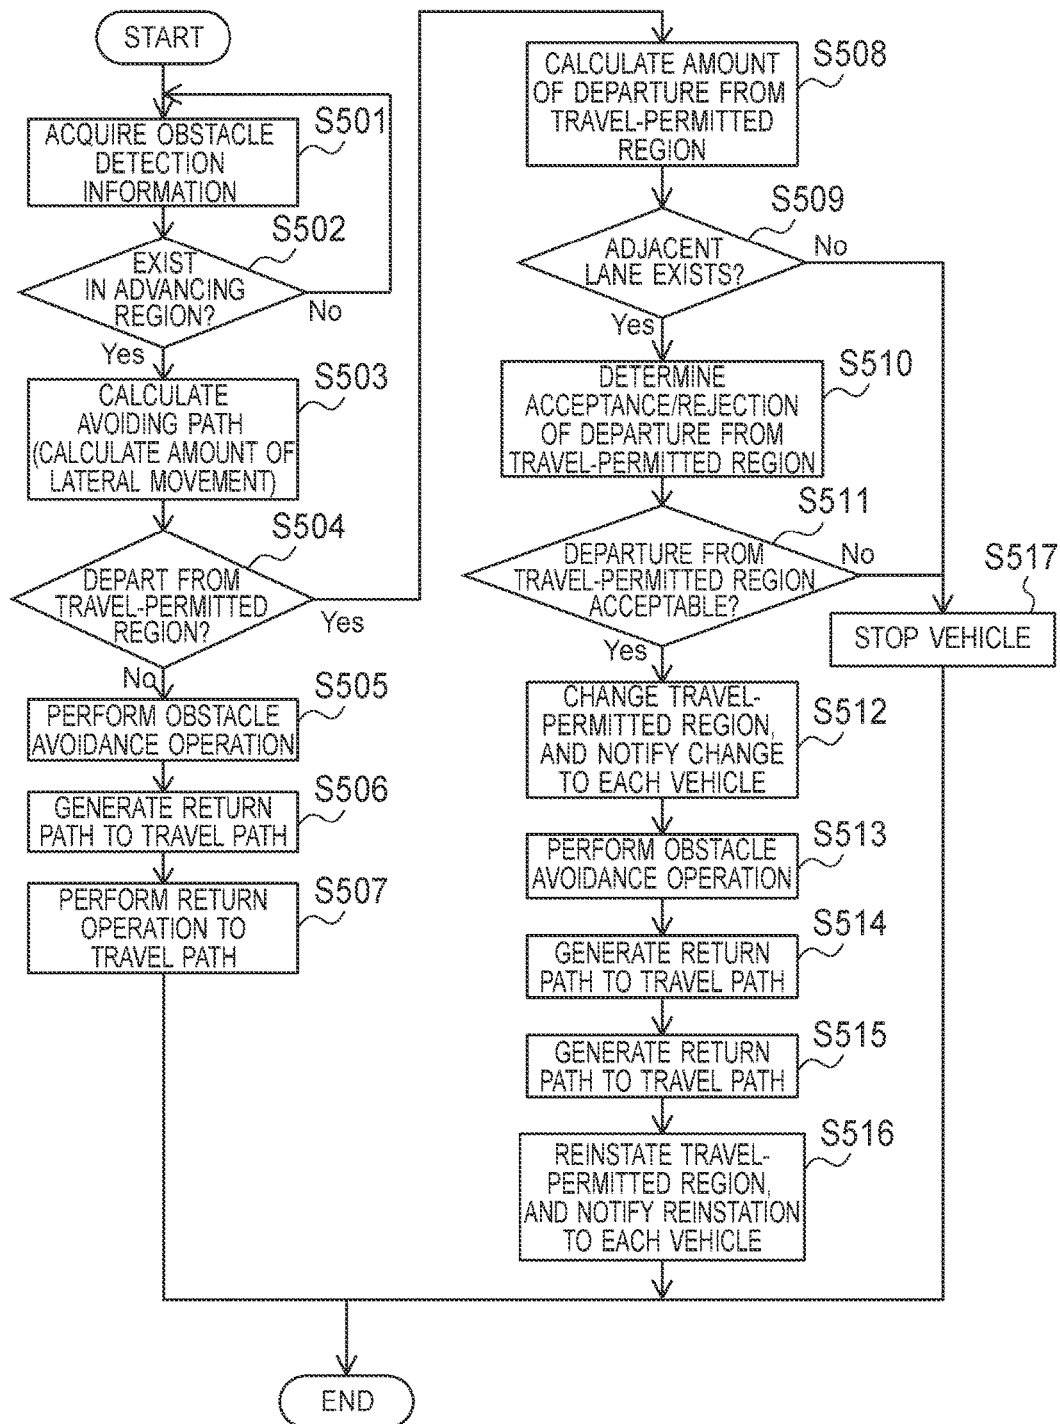 START
ACQUIRE OBSTACLE
DETECTION
INFORMATION
S501
EXIST
IN ADVANCING
REGION?
S502
No
Yes
CALCULATE
AVOIDING PATH
(CALCULATE AMOUNT OF
LATERAL MOVEMENT)
S503
DEPART FROM
TRAVEL-PERMITTED
REGION?
S504
Yes
No
PERFORM OBSTACLE
AVOIDANCE OPERATION
S505
GENERATE RETURN
PATH TO TRAVEL PATH
S506
PERFORM RETURN
OPERATION TO
TRAVEL PATH
S507
CALCULATE AMOUNT
OF DEPARTURE FROM
TRAVEL-PERMITTED
REGION
S508
ADJACENT
LANE EXISTS?
S509
No
Yes
DETERMINE
ACCEPTANCE/REJECTION
OF DEPARTURE FROM
TRAVEL-PERMITTED REGION
S510
DEPARTURE FROM
TRAVEL-PERMITTED REGION
ACCEPTABLE?
S511
No
Yes
STOP VEHICLE
S517
CHANGE TRAVEL-
PERMITTED REGION,
AND NOTIFY CHANGE
TO EACH VEHICLE
S512
PERFORM OBSTACLE
AVOIDANCE OPERATION
S513
GENERATE RETURN
PATH TO TRAVEL PATH
S514
GENERATE RETURN
PATH TO TRAVEL PATH
S515
REINSTATE TRAVEL-
PERMITTED REGION,
AND NOTIFY REINSTATION
TO EACH VEHICLE
S516
END